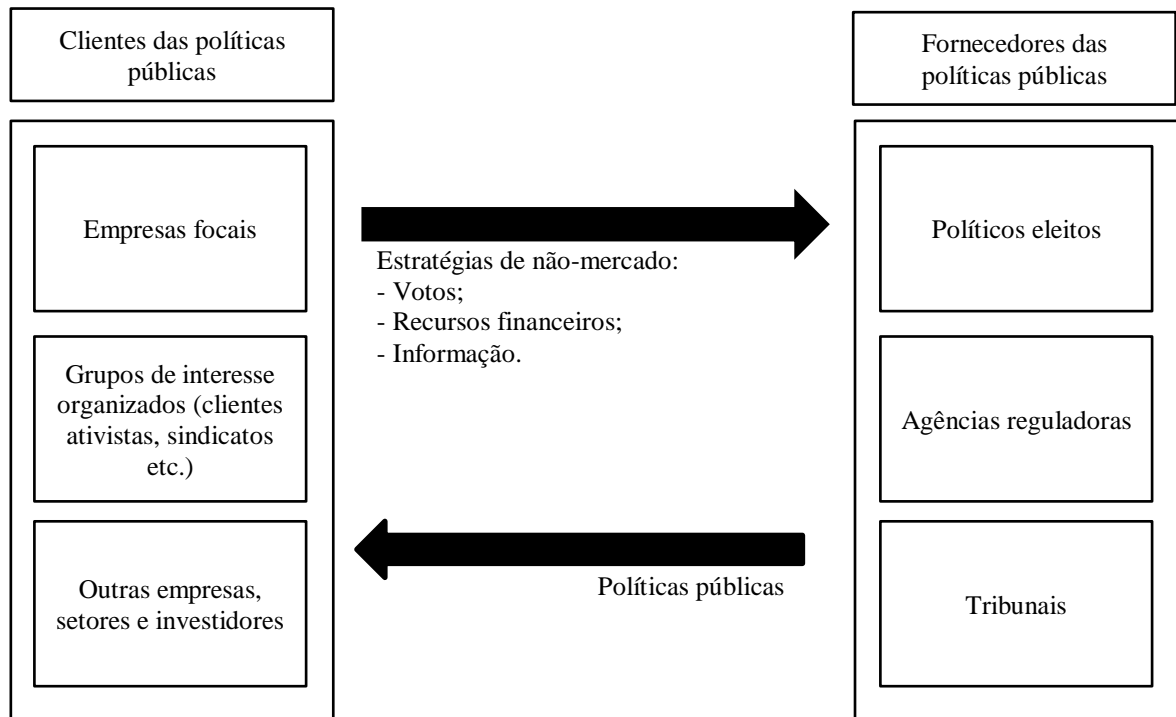 Clientes das políticas
públicas
Fornecedores das
políticas públicas
Empresas focais
Grupos de interesse
organizados (clientes
ativistas, sindicatos
etc.)
Outras empresas,
setores e investidores
Estratégias de não-mercado:
- Votos;
- Recursos financeiros;
- Informação.
Políticas públicas
Políticos eleitos
Agências reguladoras
Tribunais